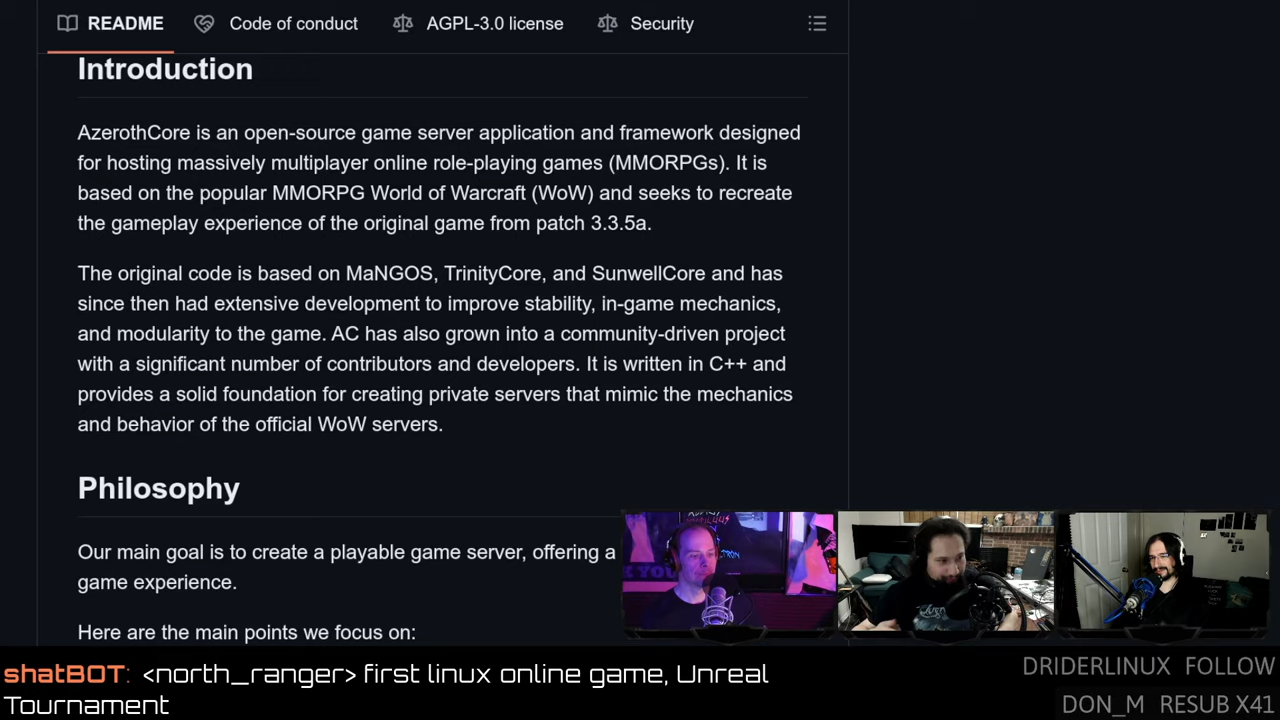 README Code of conduct AGPL-3.0 license Security
Introduction
AzerothCore is an open-source game server application and framework designed
for hosting massively multiplayer online role-playing games (MMORPGs). It is
based on the popular MMORPG World of Warcraft (WoW) and seeks to recreate
the gameplay experience of the original game from patch 3.3.5a.
The original code is based on MaNGOS, TrinityCore, and SunwellCore and has
since then had extensive development to improve stability, in-game mechanics,
and modularity to the game. AC has also grown into a community-driven project
with a significant number of contributors and developers. It is written in C++ and
provides a solid foundation for creating private servers that mimic the mechanics
and behavior of the official WoW servers.
Philosophy
Our main goal is to create a playable game server, offering a
game experience.
Here are the main points we focus on:
shatBOT: <north_ranger> first linux online game, Unreal
Tournament
DRIDERLINUX FOLLOW
DON_M RESUB X41